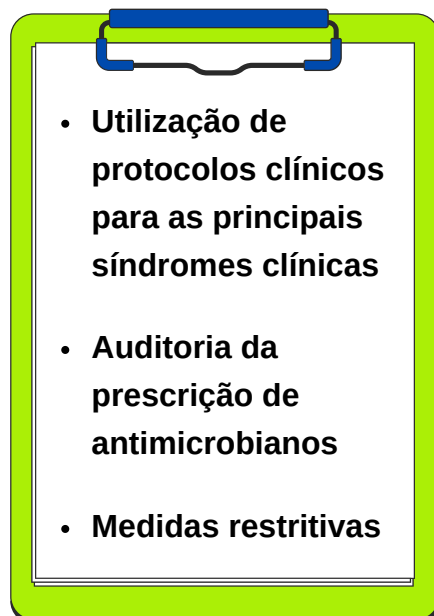 • Utilização de
protocolos clínicos
para as principais
síndromes clínicas
• Auditoria da
prescrição de
antimicrobianos
• Medidas restritivas